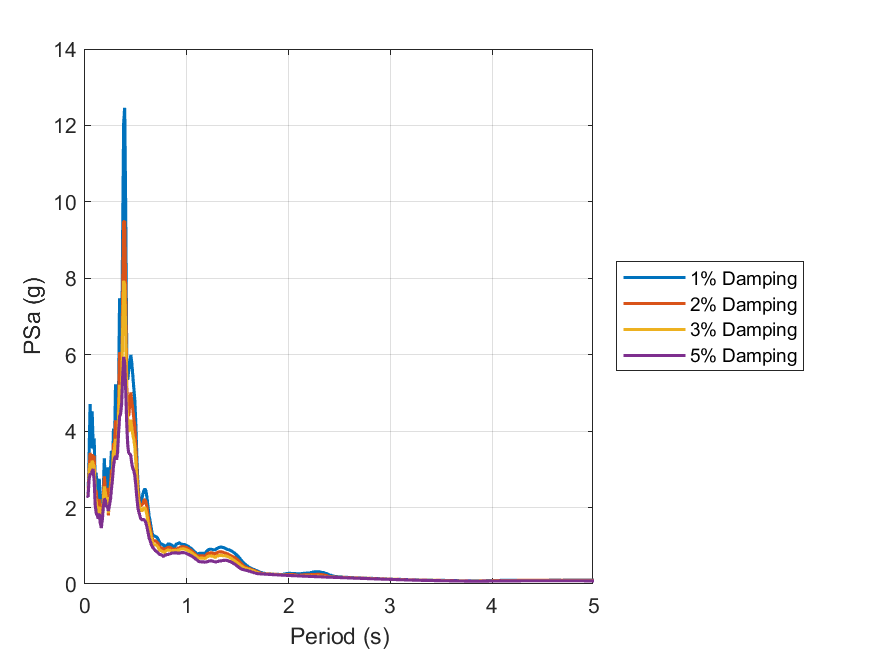 14
12
10
8
6
4
2
0
0 1 2 3 4 5
PSa (g)
Period (s)
1% Damping
2% Damping
3% Damping
5% Damping